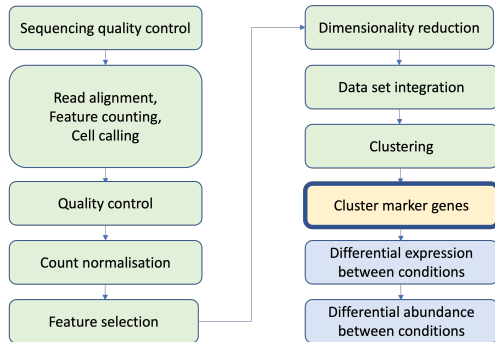 Sequencing quality control
Read alignment,
Feature counting,
Cell calling
Quality control
Count normalisation
Feature selection
Dimensionality reduction
Data set integration
Clustering
Cluster marker genes
Differential expression
between conditions
Differential abundance
between conditions